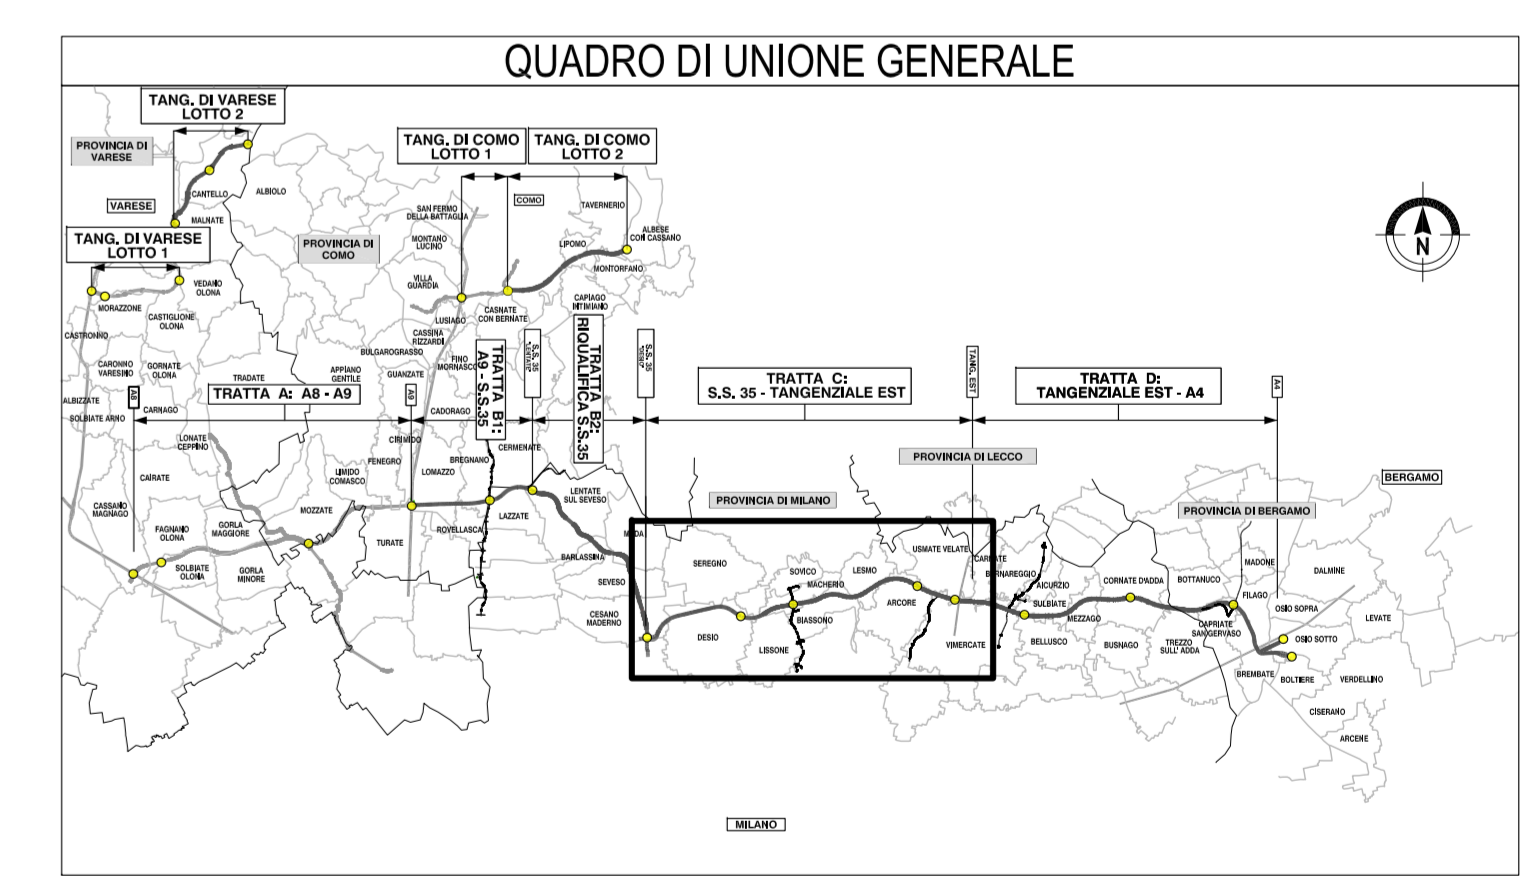 QUADRO DI UNIONE GENERALE
TANG. DI VARESE
LOTTO 2
PROVINCIA DI
VARESE
TANG. DI COMO
LOTTO 1
TANG. DI COMO
LOTTO 2
CANTELLO
ALBIOLO
VARESE
MALNATE
SAN FERMO
DELLA BATTAGLIA
COMO
TAVERNERIO
TANG. DI VARESE
LOTTO 1
PROVINCIA DI
COMO
MONTANO
LUCINO
LIPOMO
ALBESE
CON CASSANO
N
VEDANO
OLONA
VILLA
GUARDIA
MONTORFANO
MORAZZONE
CASTIGLIONE
OLONA
LUSIAGO
CASNATE
CON BERNATE
CAPIAGO
INTIMIANO
CASTRONNO
CASSINA
RIZZARDI
BULGAROGRASSO
FINO
MORNASCO
CARONNO
VARESINO
GORNATE
OLONA
TRADATE
APPIANO
GENTILE
GUANZATE
TRATTA B1:
A9 - S.S.35
S.S. 35
"LENTATE"
TRATTA B2:
RIQUALIFICA S.S.35
S.S. 35
TRATTA C:
S.S. 35 - TANGENZIALE EST
TANG. EST
TRATTA D:
TANGENZIALE EST - A4
A4
A8
TRATTA A: A8 - A9
A9
ALBIZZATE
SOLBIATE ARNO
CARNAGO
CADORAGO
LONATE
CEPPINO
CIRIMIDO
CERMENATE
FENEGRO
BREGNANO
LIMIDO
COMASCO
LOMAZZO
PROVINCIA DI LECCO
CAIRATE
PROVINCIA DI MILANO
BERGAMO
LENTATE
SUL SEVESO
CASSANO
MAGNAGO
MOZZATE
PROVINCIA DI BERGAMO
FAGNANO
OLONA
GORLA
MAGGIORE
ROVELLASCA
LAZZATE
MEDA
TURATE
USMATE VELATE
BARLASSINA
SEREGNO
SOVICO
LESMO
CARNATE
MADONE
SOLBIATE
OLONA
GORLA
MINORE
SEVESO
MACHERIO
BERNAREGGIO
AICURZIO
CORNATE D'ADDA
BOTTANUCO
DALMINE
FILAGO
ARCORE
SULBIATE
OSIO SOPRA
CESANO
MADERNO
BIASSONO
MEZZAGO
CAPRIATE
SAN GERVASO
LEVATE
DESIO
LISSONE
VIMERCATE
BELLUSCO
BUSNAGO
TREZZO
SULL' ADDA
OSIO SOTTO
BREMBATE
BOLTIERE
VERDELLINO
CISERANO
ARCENE
MILANO